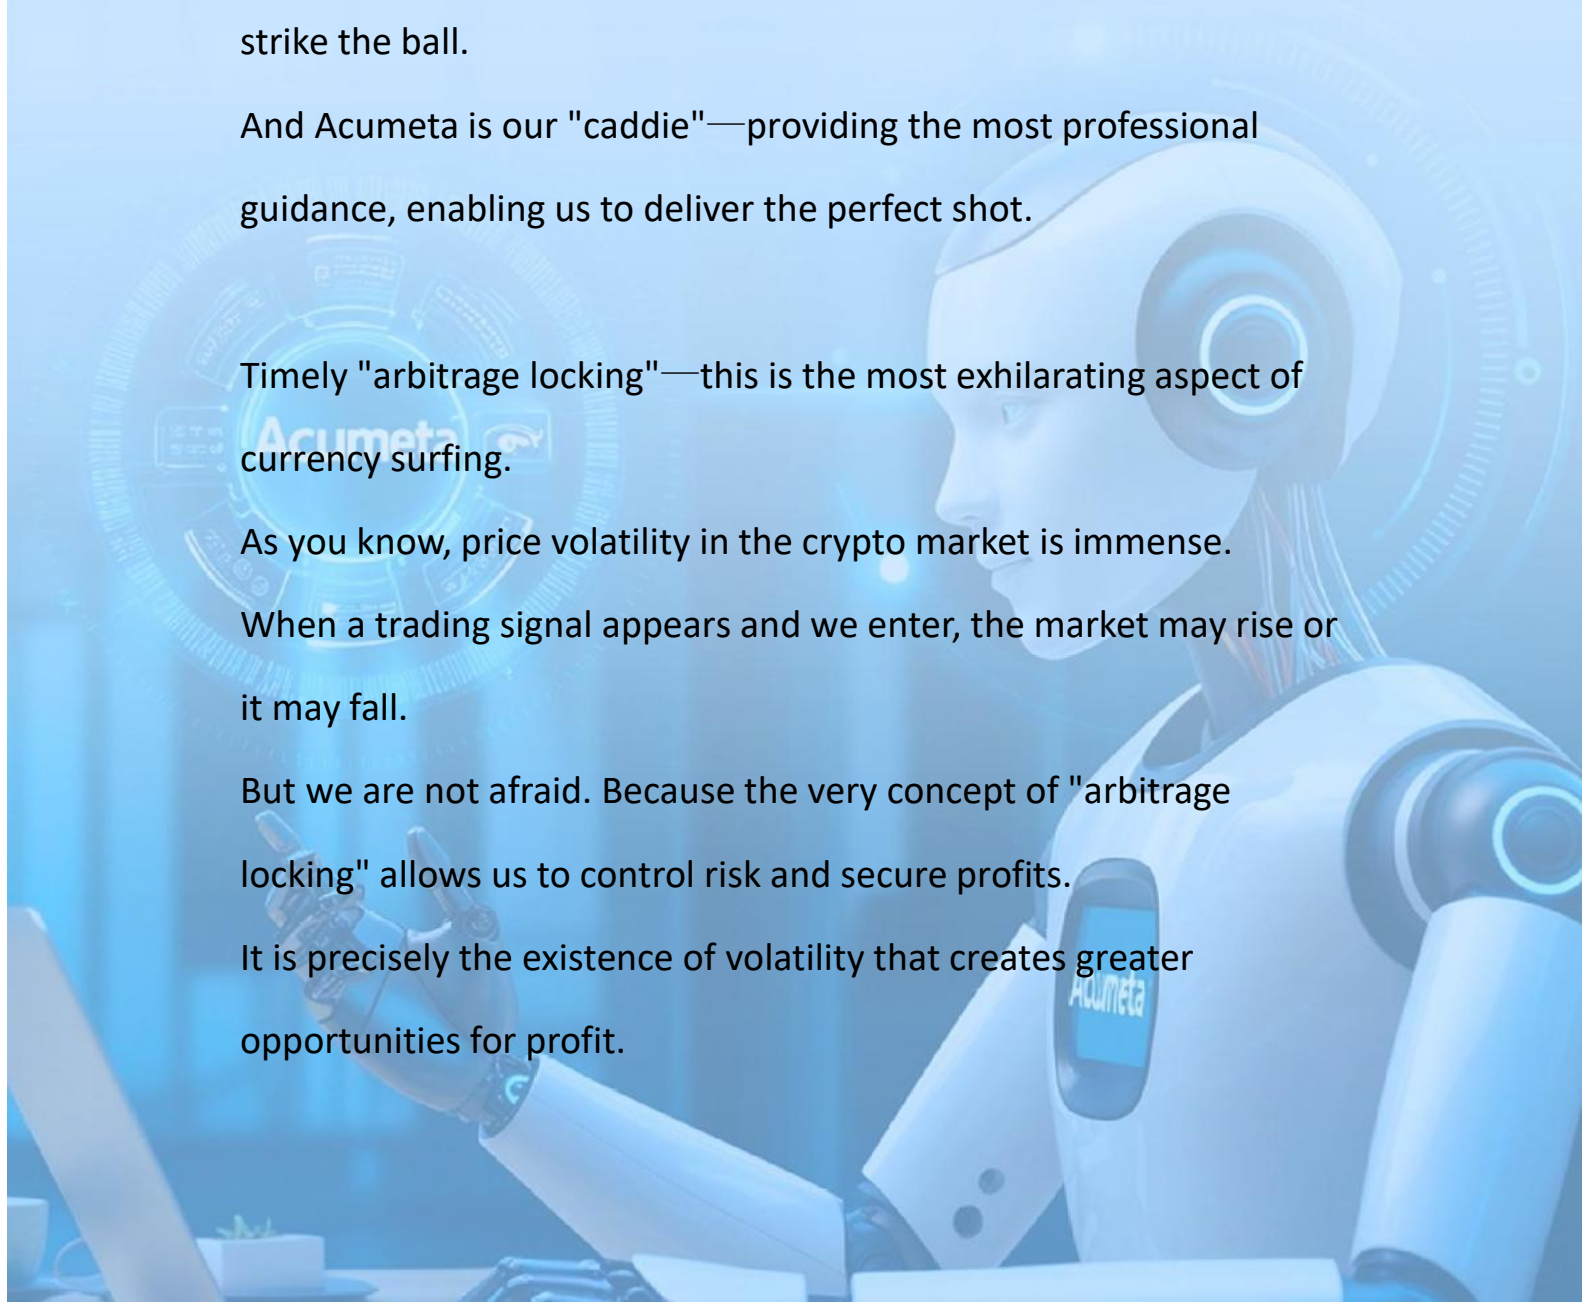 strike the ball.
And Acumeta is our "caddie"—providing the most professional
guidance, enabling us to deliver the perfect shot.
Timely "arbitrage locking"—this is the most exhilarating aspect of
Acumeta
currency surfing.
As you know, price volatility in the crypto market is immense.
When a trading signal appears and we enter, the market may rise or
it may fall.
But we are not afraid. Because the very concept of "arbitrage
locking" allows us to control risk and secure profits.
It is precisely the existence of volatility that creates greater
Acumeta
opportunities for profit.